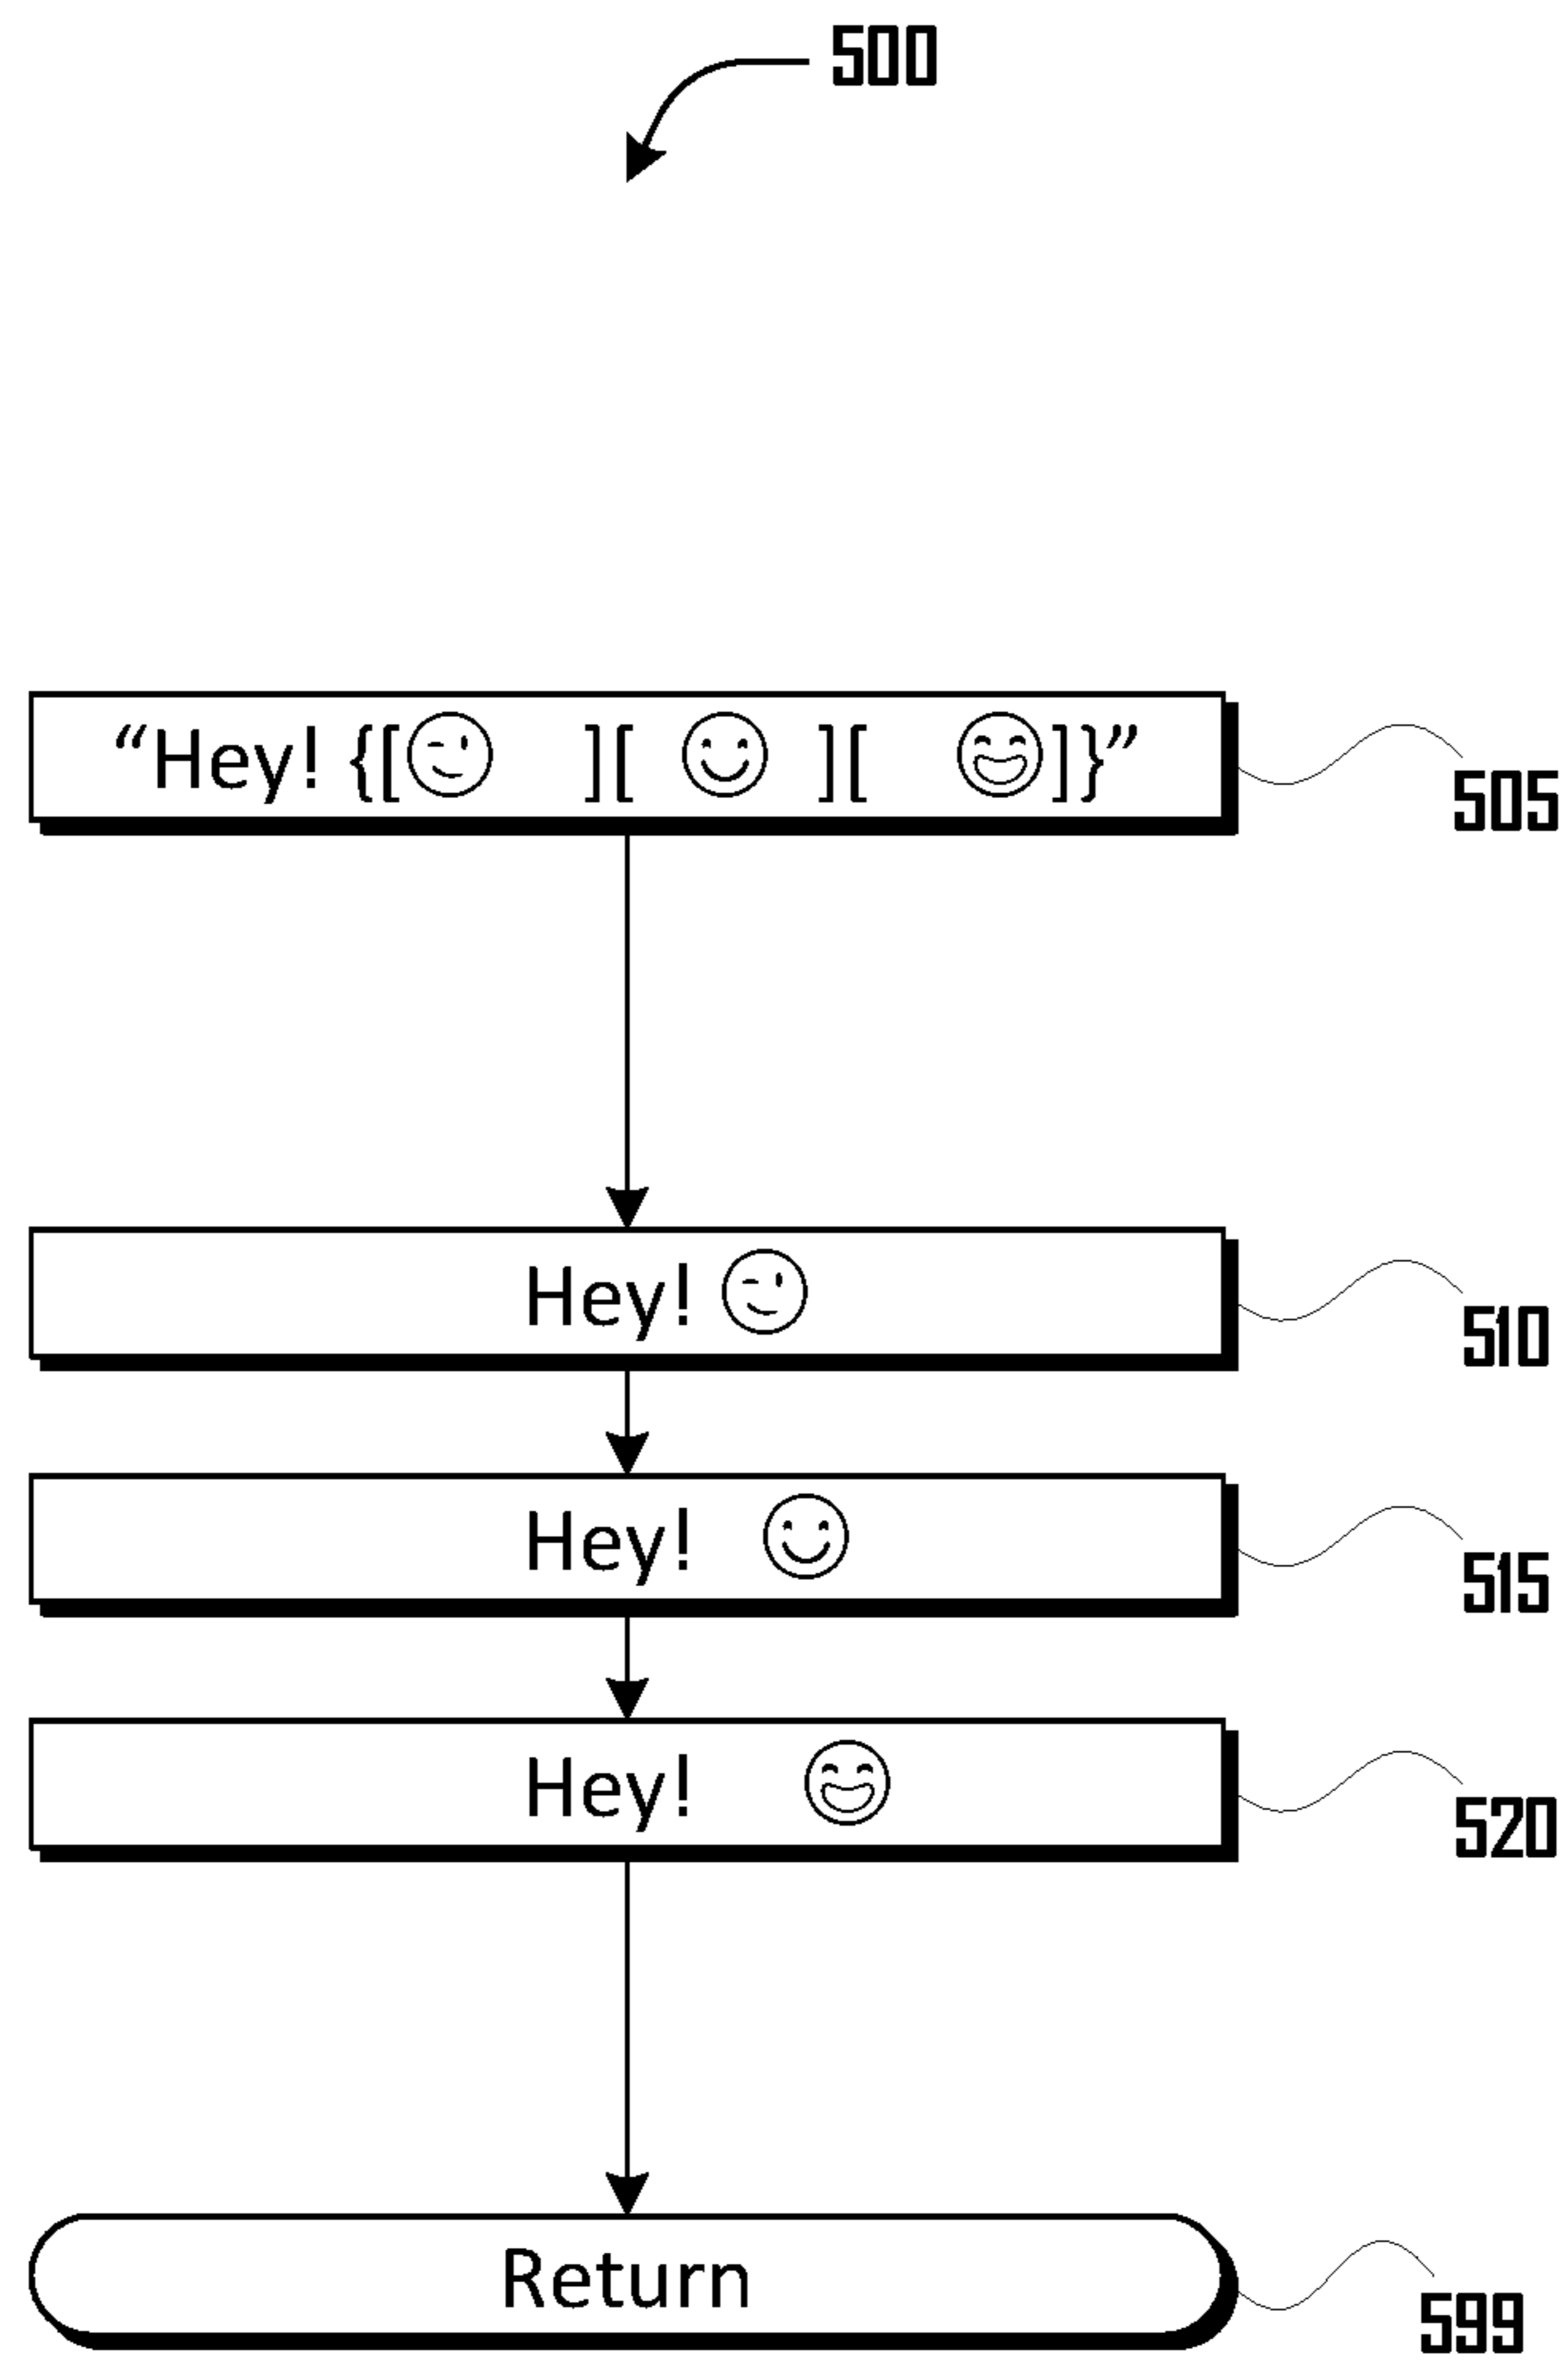 500
“Hey! {[😉 ][ 😊 ][ 😄]}”
505
Hey! 😉
510
Hey! 😊
515
Hey! 😄
520
Return
599